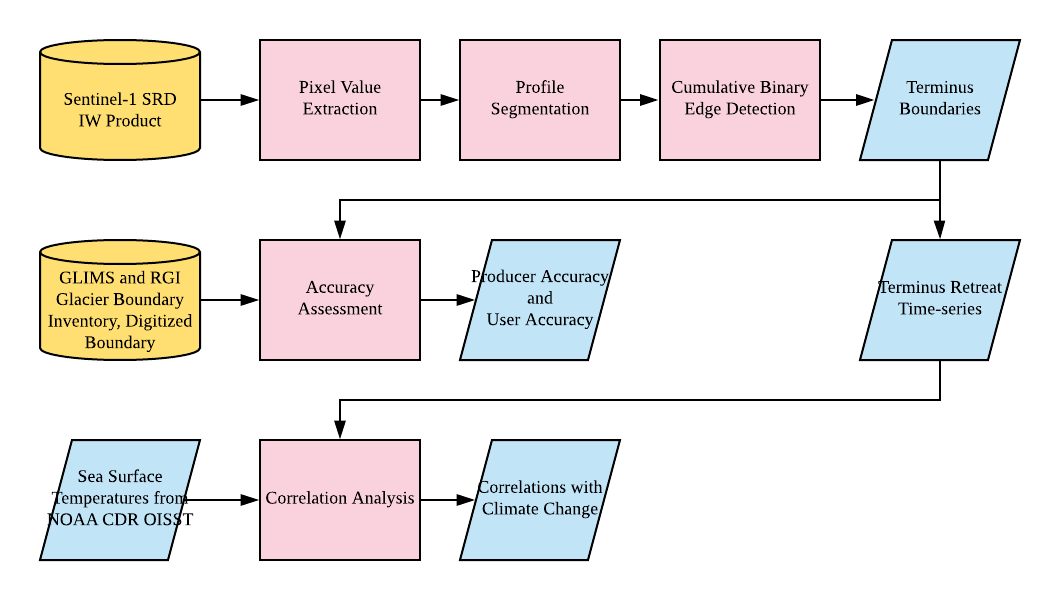 Sentinel-1 SRD
IW Product
Pixel Value
Extraction
Profile
Segmentation
Cumulative Binary
Edge Detection
Terminus
Boundaries
GLIMS and RGI
Glacier Boundary
Inventory, Digitized
Boundary
Accuracy
Assessment
Producer Accuracy
and
User Accuracy
Terminus Retreat
Time-series
Sea Surface
Temperatures from
NOAA CDR OISST
Correlation Analysis
Correlations with
Climate Change